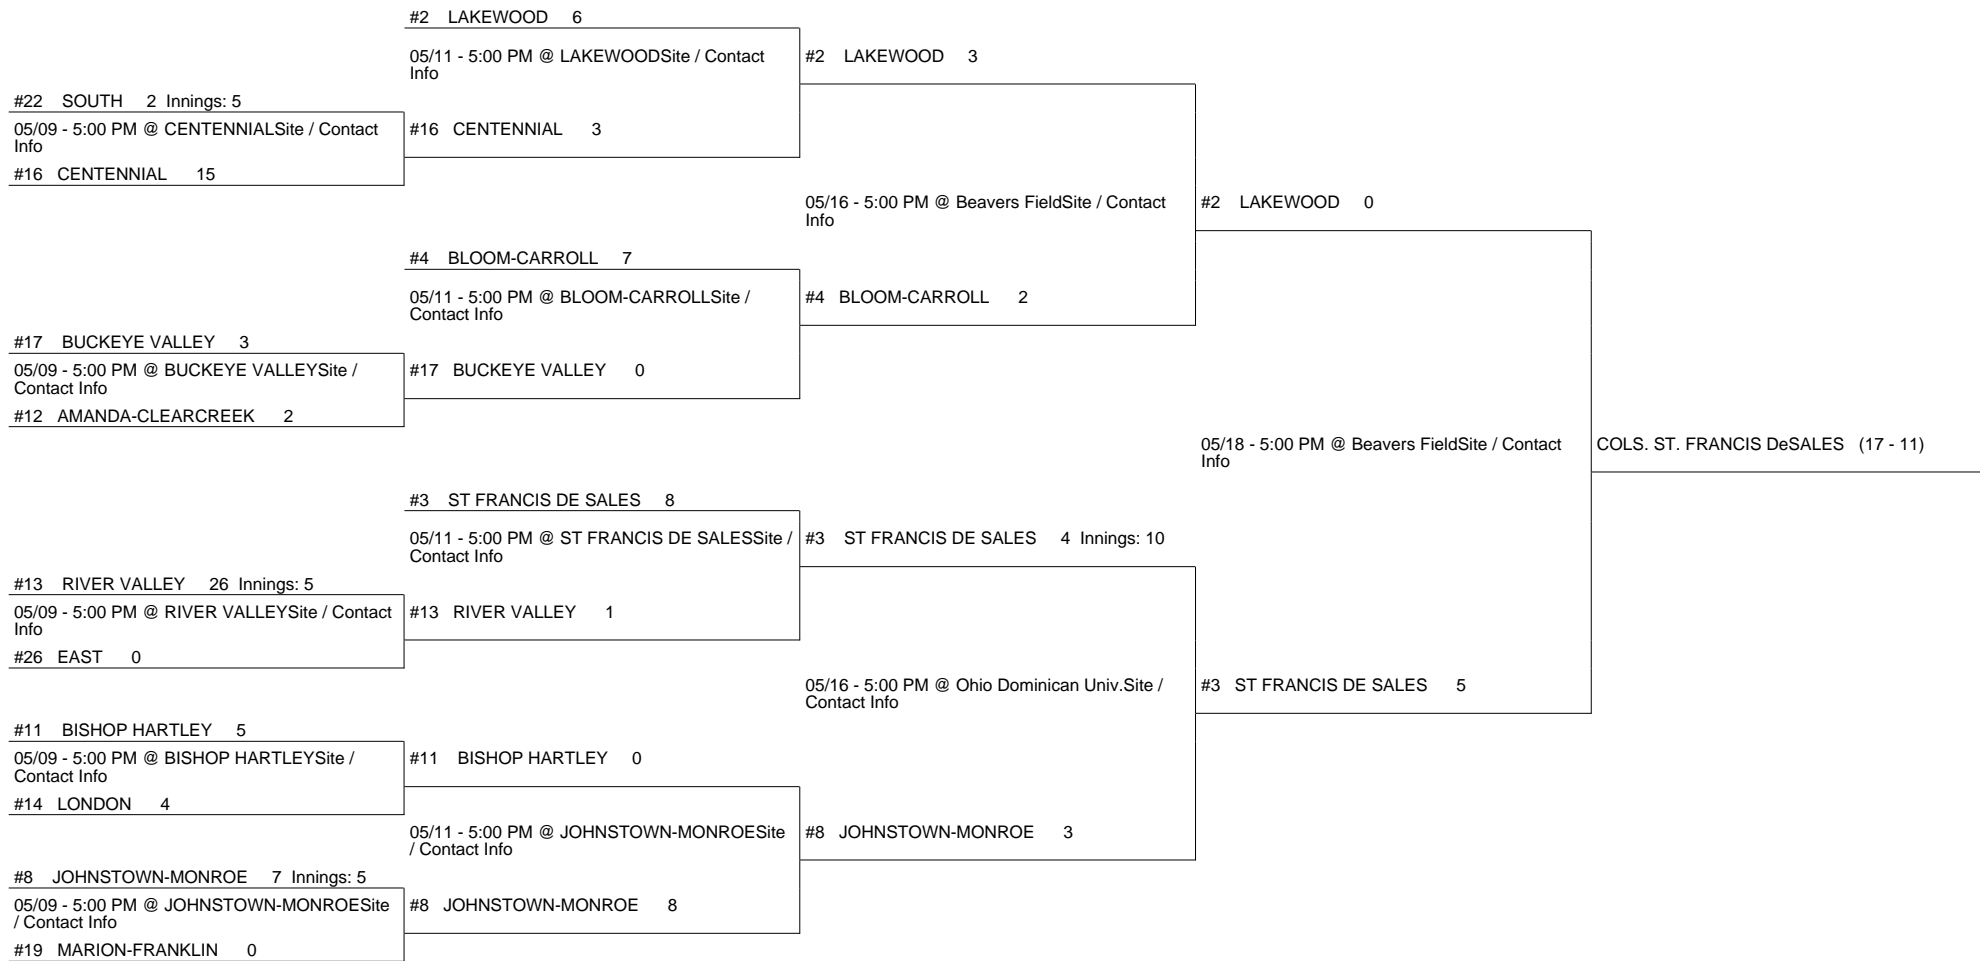 #2 LAKEWOOD 6
05/11 - 5:00 PM @ LAKEWOODSite / Contact
Info
#2 LAKEWOOD 3
#22 SOUTH 2 Innings: 5
05/09 - 5:00 PM @ CENTENNIALSite / Contact
Info
#16 CENTENNIAL 3
#16 CENTENNIAL 15
05/16 - 5:00 PM @ Beavers FieldSite / Contact
Info
#2 LAKEWOOD 0
#4 BLOOM-CARROLL 7
05/11 - 5:00 PM @ BLOOM-CARROLLSite /
Contact Info
#4 BLOOM-CARROLL 2
#17 BUCKEYE VALLEY 3
05/09 - 5:00 PM @ BUCKEYE VALLEYSite /
Contact Info
#17 BUCKEYE VALLEY 0
#12 AMANDA-CLEARCREEK 2
05/18 - 5:00 PM @ Beavers FieldSite / Contact
Info
COLS. ST. FRANCIS DeSALES (17 - 11)
#3 ST FRANCIS DE SALES 8
05/11 - 5:00 PM @ ST FRANCIS DE SALESSite /
Contact Info
#3 ST FRANCIS DE SALES 4 Innings: 10
#13 RIVER VALLEY 26 Innings: 5
05/09 - 5:00 PM @ RIVER VALLEYSite / Contact
Info
#13 RIVER VALLEY 1
#26 EAST 0
05/16 - 5:00 PM @ Ohio Dominican Univ.Site /
Contact Info
#3 ST FRANCIS DE SALES 5
#11 BISHOP HARTLEY 5
05/09 - 5:00 PM @ BISHOP HARTLEYSite /
Contact Info
#11 BISHOP HARTLEY 0
#14 LONDON 4
05/11 - 5:00 PM @ JOHNSTOWN-MONROESite
/ Contact Info
#8 JOHNSTOWN-MONROE 3
#8 JOHNSTOWN-MONROE 7 Innings: 5
05/09 - 5:00 PM @ JOHNSTOWN-MONROESite
/ Contact Info
#8 JOHNSTOWN-MONROE 8
#19 MARION-FRANKLIN 0